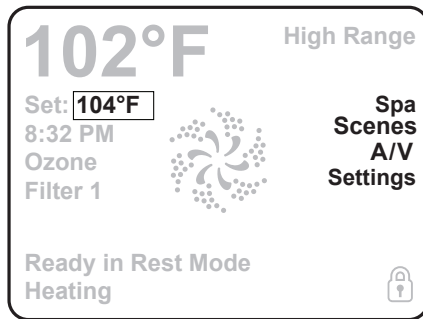 102°F
High Range
Set: 104°F
8:32 PM
Ozone
Filter 1
Spa
Scenes
A/V
Settings
Ready in Rest Mode
Heating